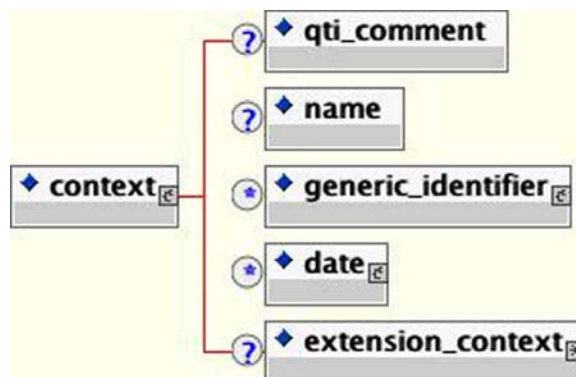 ? qti_comment
? name
context
* generic_identifier
* date
? extension_context